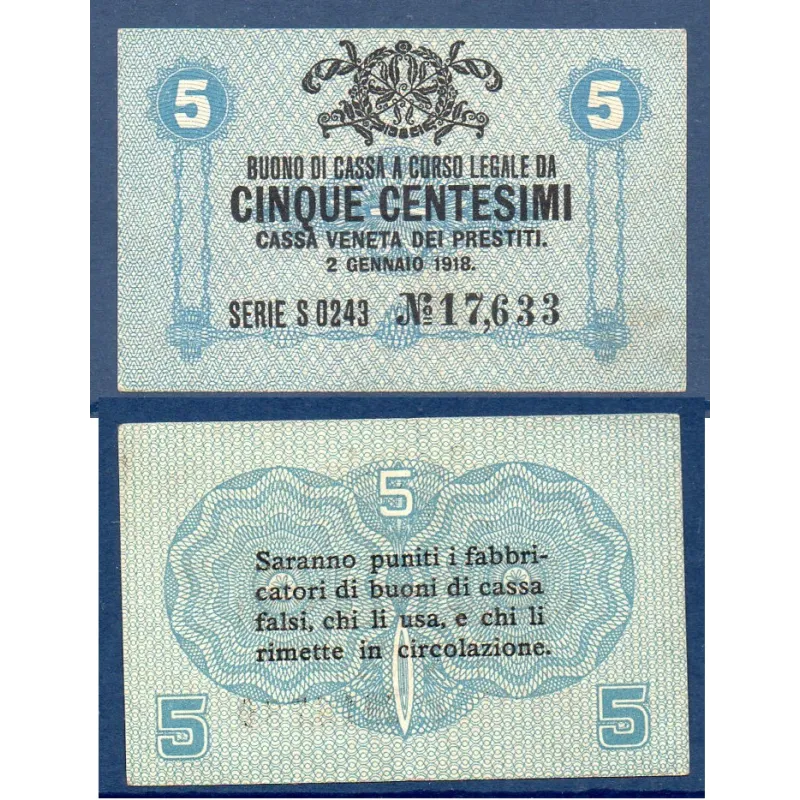 5 5
BUONO DI CASSA A CORSO LEGALE DA
CINQUE CENTESIMI
CASSA VENETA DEI PRESTITI.
2 GENNAIO 1918.
SERIE S 0243 No 17,633
5
Saranno puniti i fabbri-
catori di buoni di cassa
falsi, chi li usa, e chi li
rimette in circolazione.
5 5